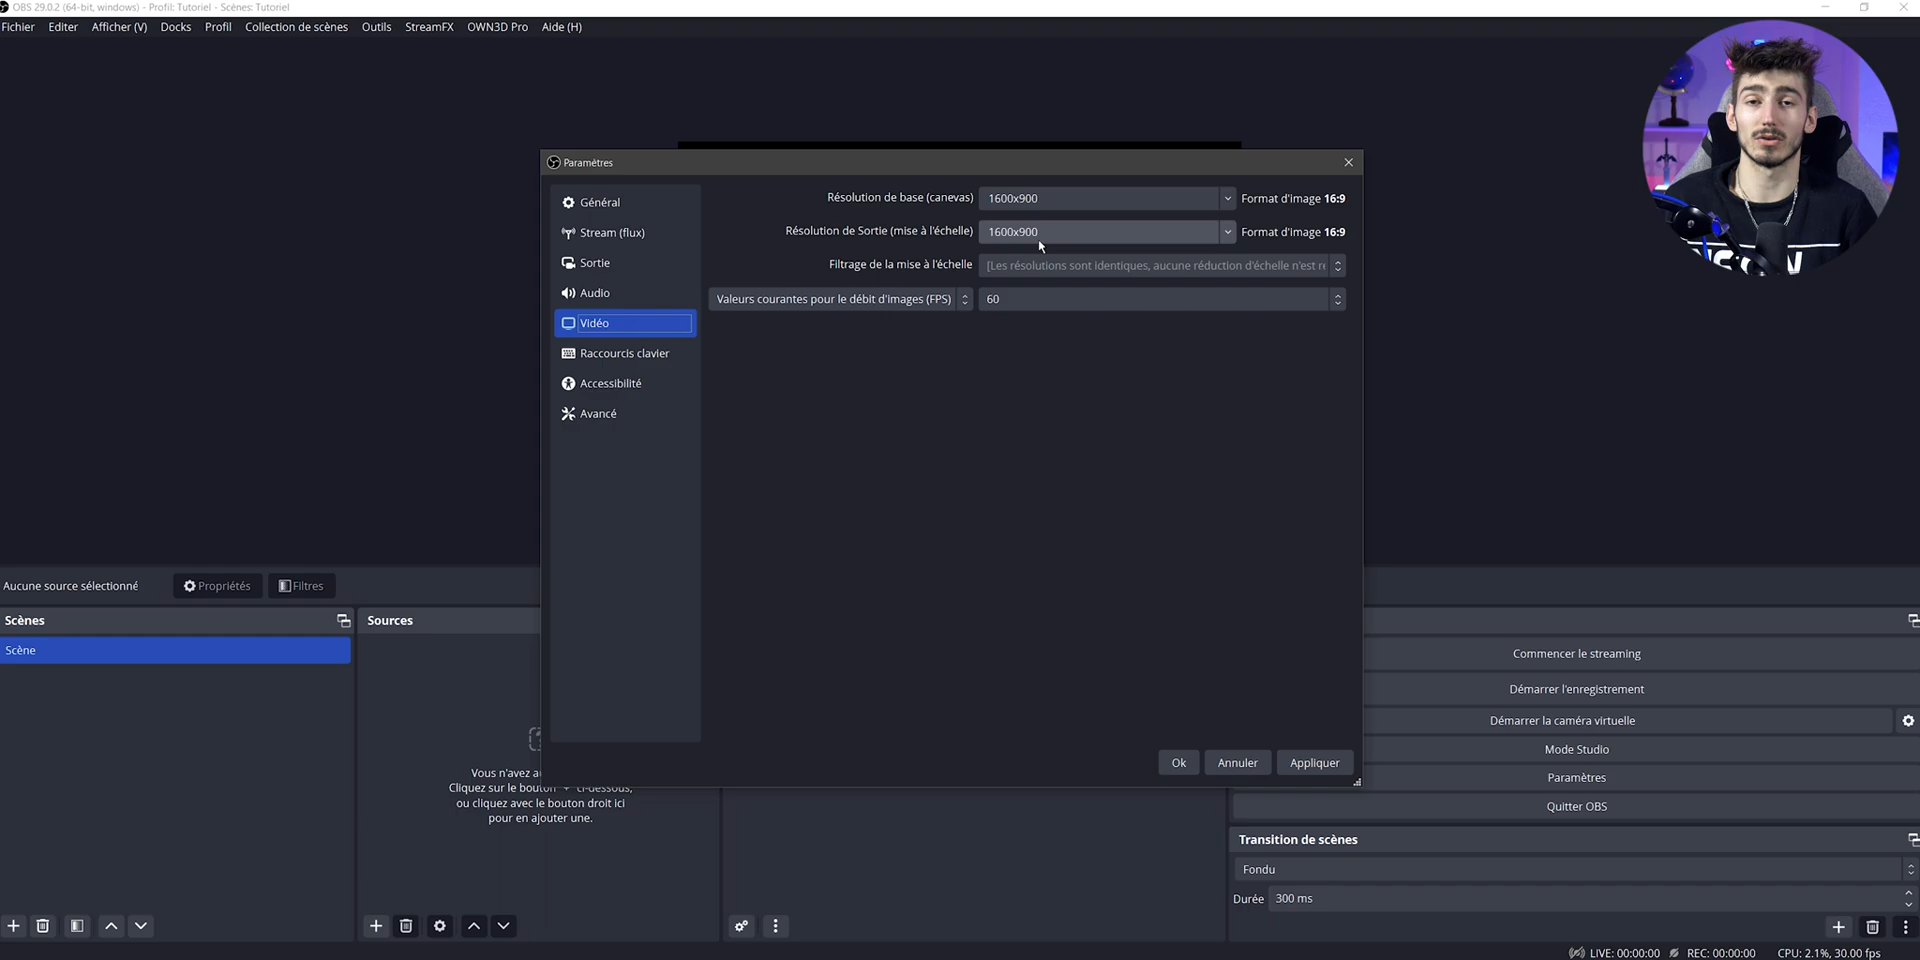 OBS 29.0.2 (64-bit, windows) - Profil: Tutoriel - Scènes: Tutoriel
Fichier Editer Afficher (V) Docks Profil Collection de scènes Outils StreamFX OWN3D Pro Aide (H)
Paramètres
Général
Stream (flux)
Sortie
Audio
Vidéo
Raccourcis clavier
Accessibilité
Avancé
Résolution de base (canevas) 1600x900 Format d'image 16:9
Résolution de Sortie (mise à l'échelle) 1600x900 Format d'image 16:9
Filtrage de la mise à l'échelle [Les résolutions sont identiques, aucune réduction d'échelle n'est re
Valeurs courantes pour le débit d'images (FPS) 60
Ok Annuler Appliquer
Aucune source sélectionné Propriétés Filtres
Scènes
Scène
Sources
Vous n'avez a
Cliquez sur le bouton "+" ci-dessous,
ou cliquez avec le bouton droit ici
pour en ajouter une.
Commencer le streaming
Démarrer l'enregistrement
Démarrer la caméra virtuelle
Mode Studio
Paramètres
Quitter OBS
Transition de scènes
Fondu
Durée 300 ms
LIVE: 00:00:00 REC: 00:00:00 CPU: 2.1%, 30.00 fps